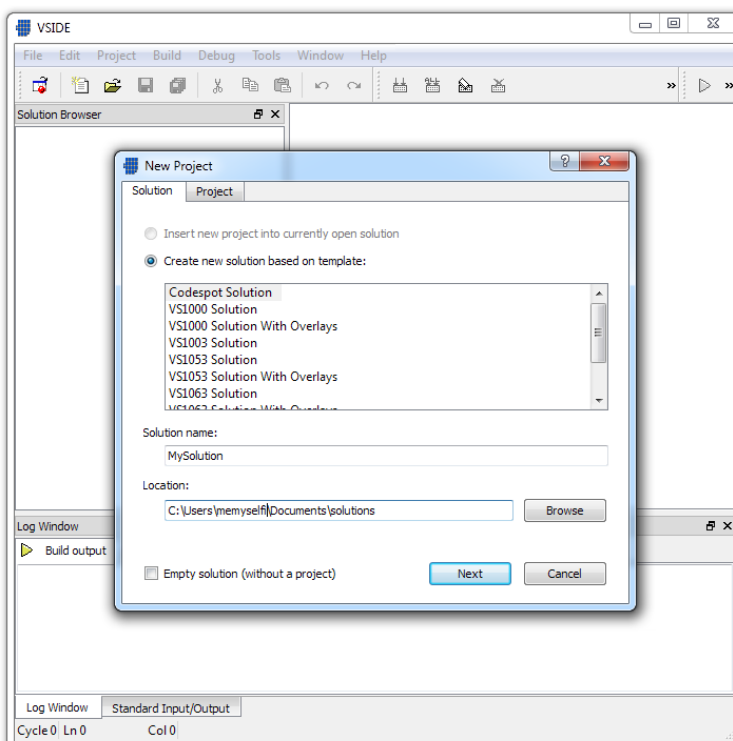 VSIDE
File Edit Project Build Debug Tools Window Help
Solution Browser
New Project
Solution Project
Insert new project into currently open solution
Create new solution based on template:
Codespot Solution
VS1000 Solution
VS1000 Solution With Overlays
VS1003 Solution
VS1053 Solution
VS1053 Solution With Overlays
VS1063 Solution
VS1063 Solution With Overlays
Solution name:
MySolution
Location:
C:\Users\memyselfi\Documents\solutions
Browse
Empty solution (without a project)
Next Cancel
Log Window
Build output
Log Window Standard Input/Output
Cycle 0 Ln 0 Col 0